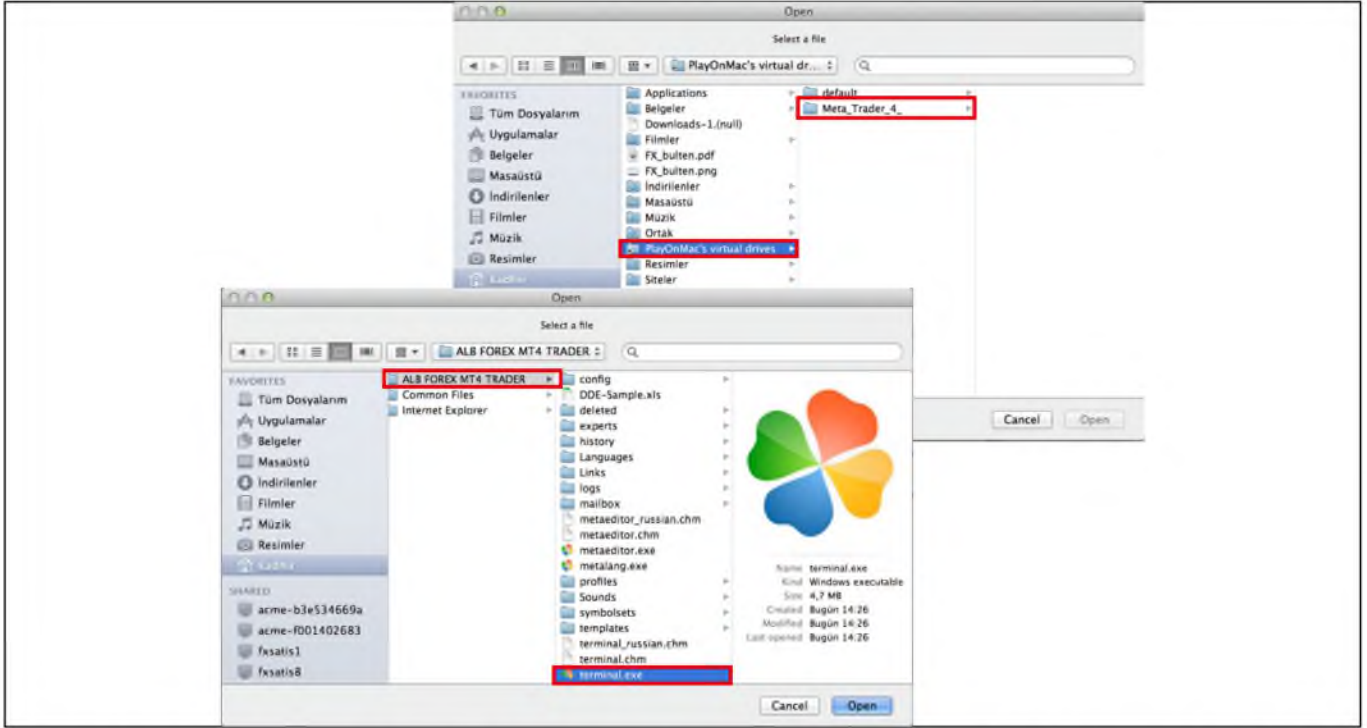 Open
Select a file
PlayOnMac's virtual dr...
FAVORITES
Tüm Dosyalarım
Uygulamalar
Belgeler
Masaüstü
İndirilenler
Filmler
Müzik
Resimler
Applications
Belgeler
Downloads-1.(null)
Filmler
FX_bulten.pdf
FX_bulten.png
İndirilenler
Masaüstü
Müzik
Ortak
PlayOnMac's virtual drives
Resimler
Siteler
default
Meta_Trader_4_
Cancel
Open
Open
Select a file
ALB FOREX MT4 TRADER
FAVORITES
Tüm Dosyalarım
Uygulamalar
Belgeler
Masaüstü
İndirilenler
Filmler
Müzik
Resimler
SHARED
acme-b3e534669a
acme-f001402683
fxsatis1
fxsatis8
ALB FOREX MT4 TRADER
Common Files
Internet Explorer
config
DDE-Sample.xls
deleted
experts
history
Languages
Links
logs
mailbox
metaeditor_russian.chm
metaeditor.chm
metaeditor.exe
metalang.exe
profiles
Sounds
symbolsets
templates
terminal_russian.chm
terminal.chm
terminal.exe
Name terminal.exe
Kind Windows executable
Size 4,7 MB
Created Bugün 14:26
Modified Bugün 14:26
Last opened Bugün 14:26
Cancel
Open